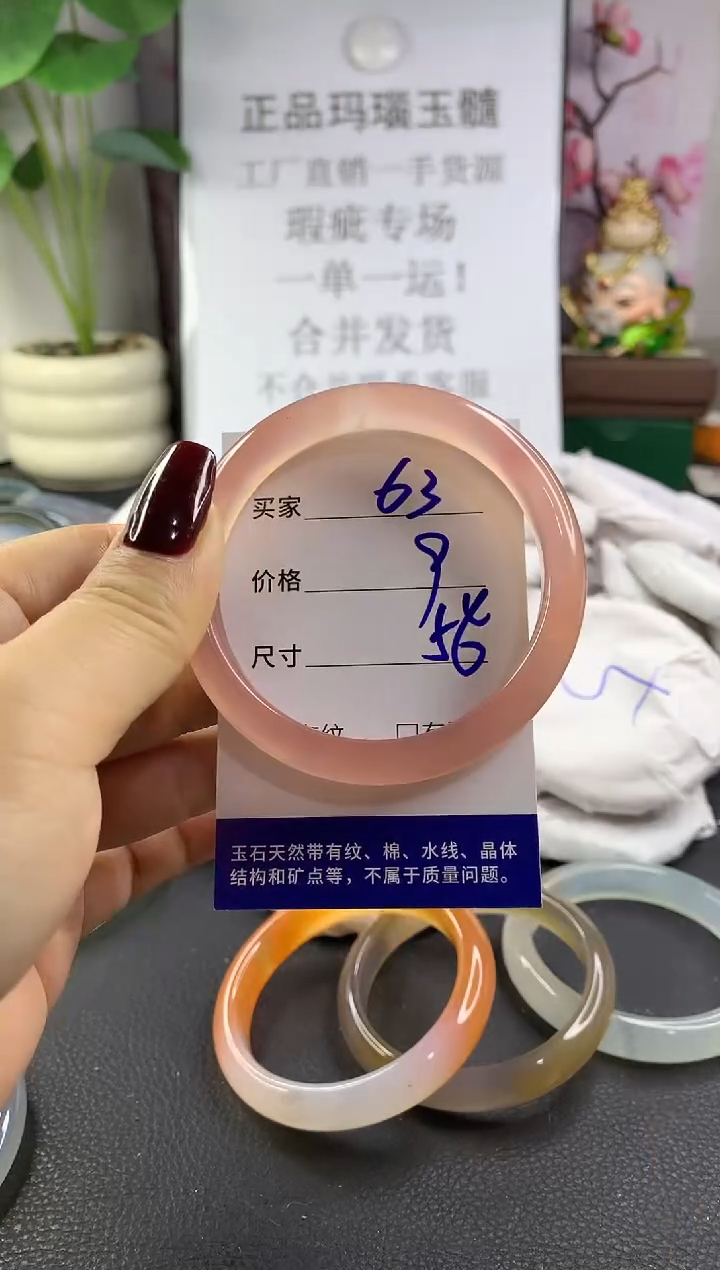 正品玛瑙玉髓
工厂直销一手货源
瑕疵专场
一单一运!
合并发货
买家 63
价格 9
尺寸 56
玉石天然带有纹、棉、水线、晶体
结构和矿点等，不属于质量问题。